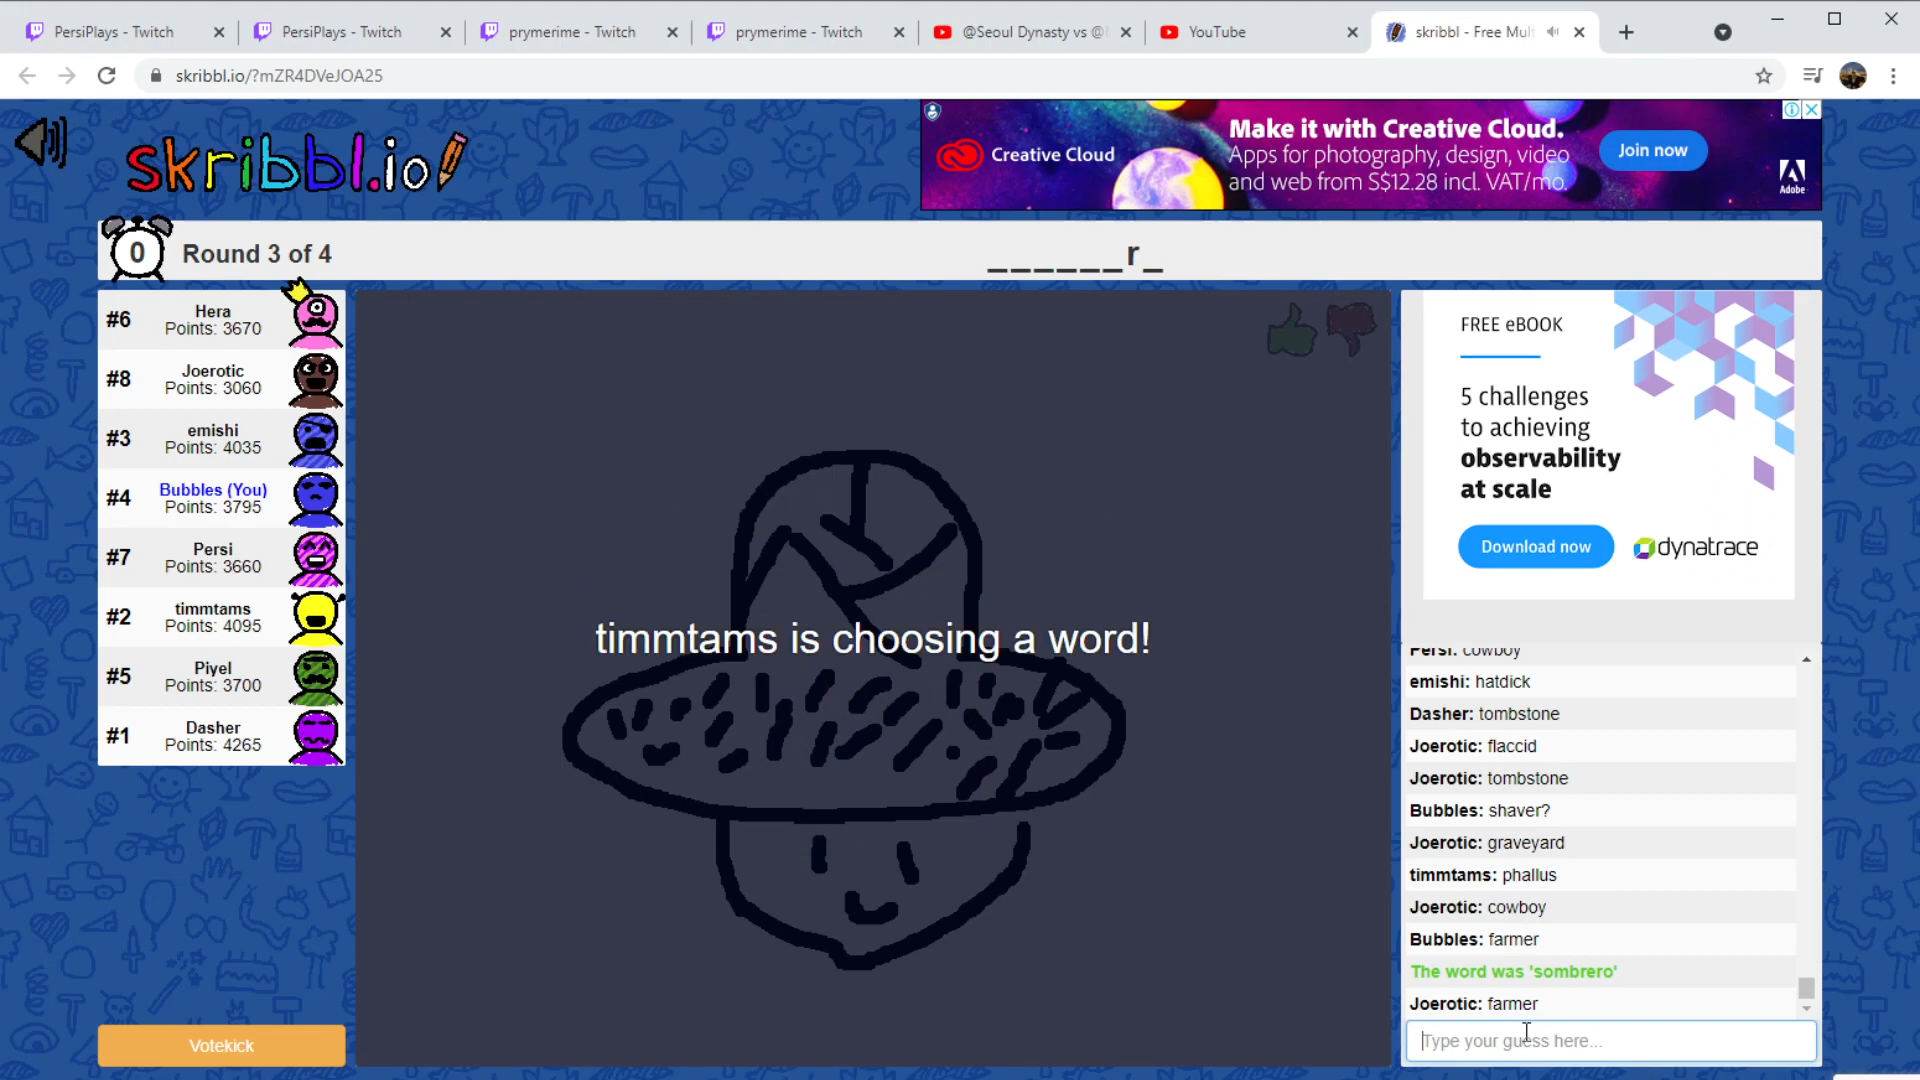 PersiPlays - Twitch
PersiPlays - Twitch
prymerime - Twitch
prymerime - Twitch
@Seoul Dynasty vs @
YouTube
skribbl - Free Mult
skribbl.io/?mZR4DVeJOA25
skribbl.io
Creative Cloud
Make it with Creative Cloud.
Apps for photography, design, video
and web from S$12.28 incl. VAT/mo.
Join now
Adobe
0
Round 3 of 4
______r_
#6
Hera
Points: 3670
#8
Joerotic
Points: 3060
#3
emishi
Points: 4035
#4
Bubbles (You)
Points: 3795
#7
Persi
Points: 3660
#2
timmtams
Points: 4095
#5
Piyel
Points: 3700
#1
Dasher
Points: 4265
Votekick
timmtams is choosing a word!
FREE eBOOK
5 challenges
to achieving
observability
at scale
Download now
dynatrace
Persi: cowboy
emishi: hatdick
Dasher: tombstone
Joerotic: flaccid
Joerotic: tombstone
Bubbles: shaver?
Joerotic: graveyard
timmtams: phallus
Joerotic: cowboy
Bubbles: farmer
The word was 'sombrero'
Joerotic: farmer
Type your guess here...